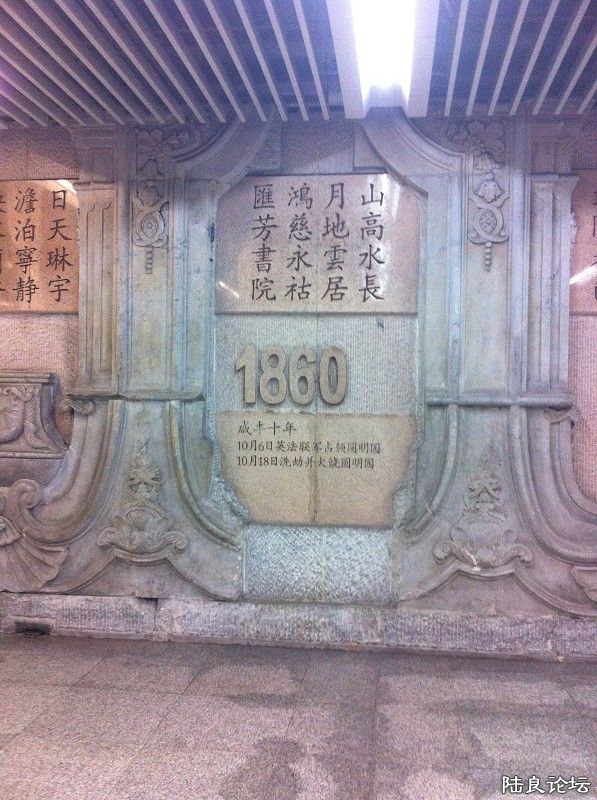 山高水長
月地雲居
鴻慈永祜
匯芳書院
日天琳宇
澹泊寧静
1860
咸丰十年
10月6日英法联军占领圆明园
10月18日洗劫并火烧圆明园
陆良论坛